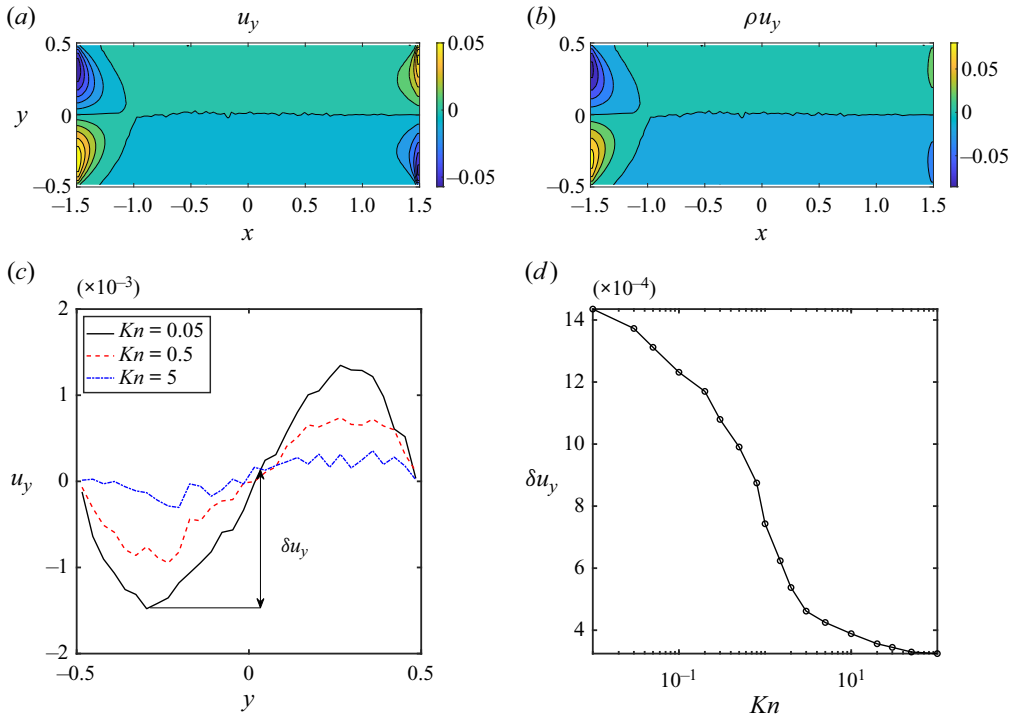 (a) u_y (b) ρu_y
0.5 0.05 0.5
0.05
y 0 0 0 0
−0.05 −0.05
−0.5 −0.5
−1.5 −1.0 −0.5 0 0.5 1.0 1.5 −1.5 −1.0 −0.5 0 0.5 1.0 1.5
x x
(c) (d)
(×10⁻³) (×10⁻⁴)
2
Kn = 0.05
Kn = 0.5
Kn = 5
1
u_y 0
−1
−2
δu_y
−0.5 0 0.5
y
14
12
10
δu_y
8
6
4
10⁻¹ 10¹
Kn